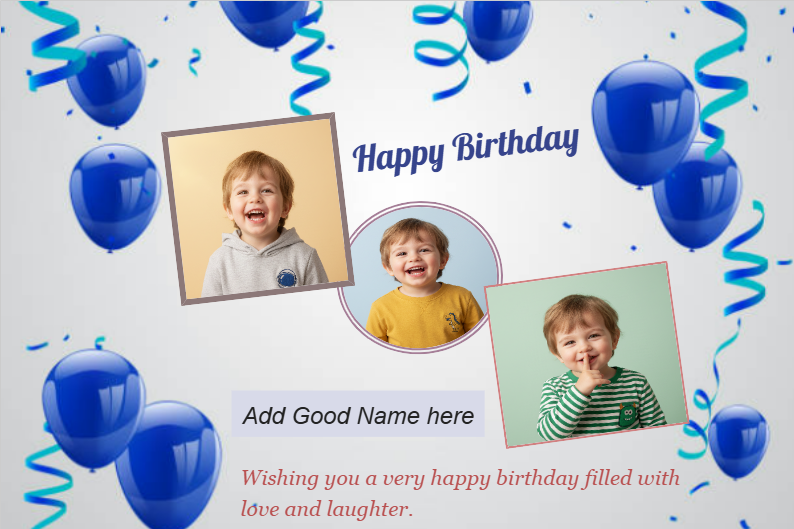 Happy Birthday
Add Good Name here
Wishing you a very happy birthday filled with
love and laughter.